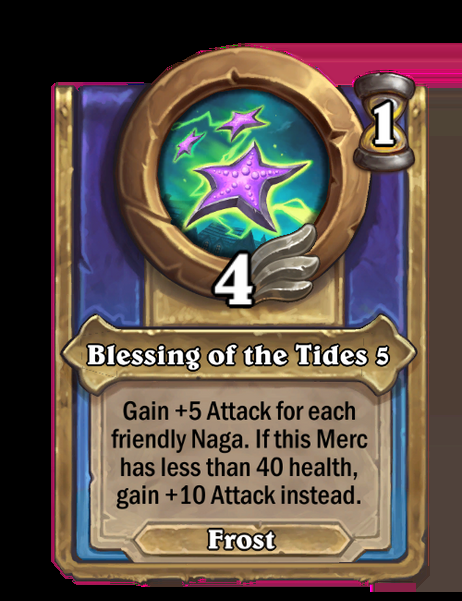 1
4
Blessing of the Tides 5
Gain +5 Attack for each
friendly Naga. If this Merc
has less than 40 health,
gain +10 Attack instead.
Frost